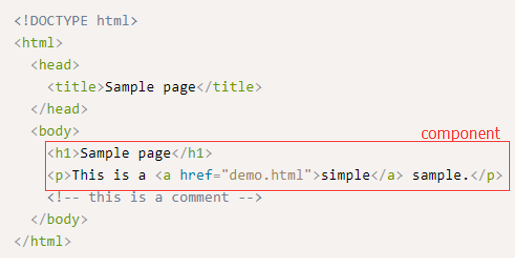 <!DOCTYPE html>
<html>
<head>
<title>Sample page</title>
</head>
<body>
component
<h1>Sample page</h1>
<p>This is a <a href="demo.html">simple</a> sample.</p>
<!-- this is a comment -->
</body>
</html>